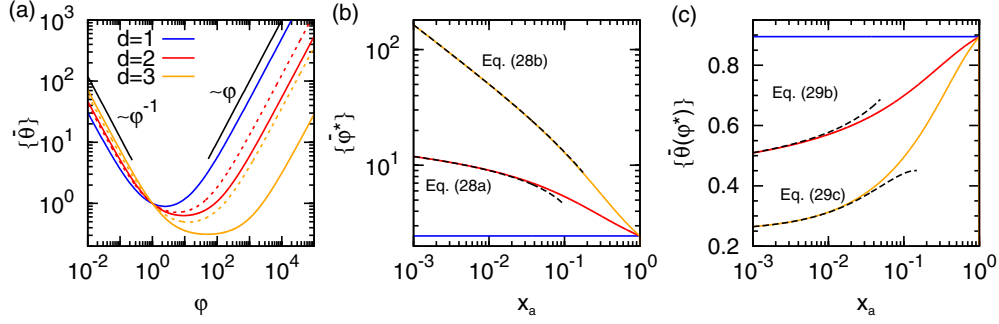 (a)
10³
10²
10¹
10⁰
10⁻¹
{θ̄}
d=1
d=2
d=3
~φ⁻¹
~φ
10⁻² 10⁰ 10² 10⁴
φ
(b)
10²
10¹
{φ̄*}
Eq. (28b)
Eq. (28a)
10⁻³ 10⁻² 10⁻¹ 10⁰
xₐ
(c)
0.8
0.6
0.4
0.2
{θ̄(φ*)}
Eq. (29b)
Eq. (29c)
10⁻³ 10⁻² 10⁻¹ 10⁰
xₐ